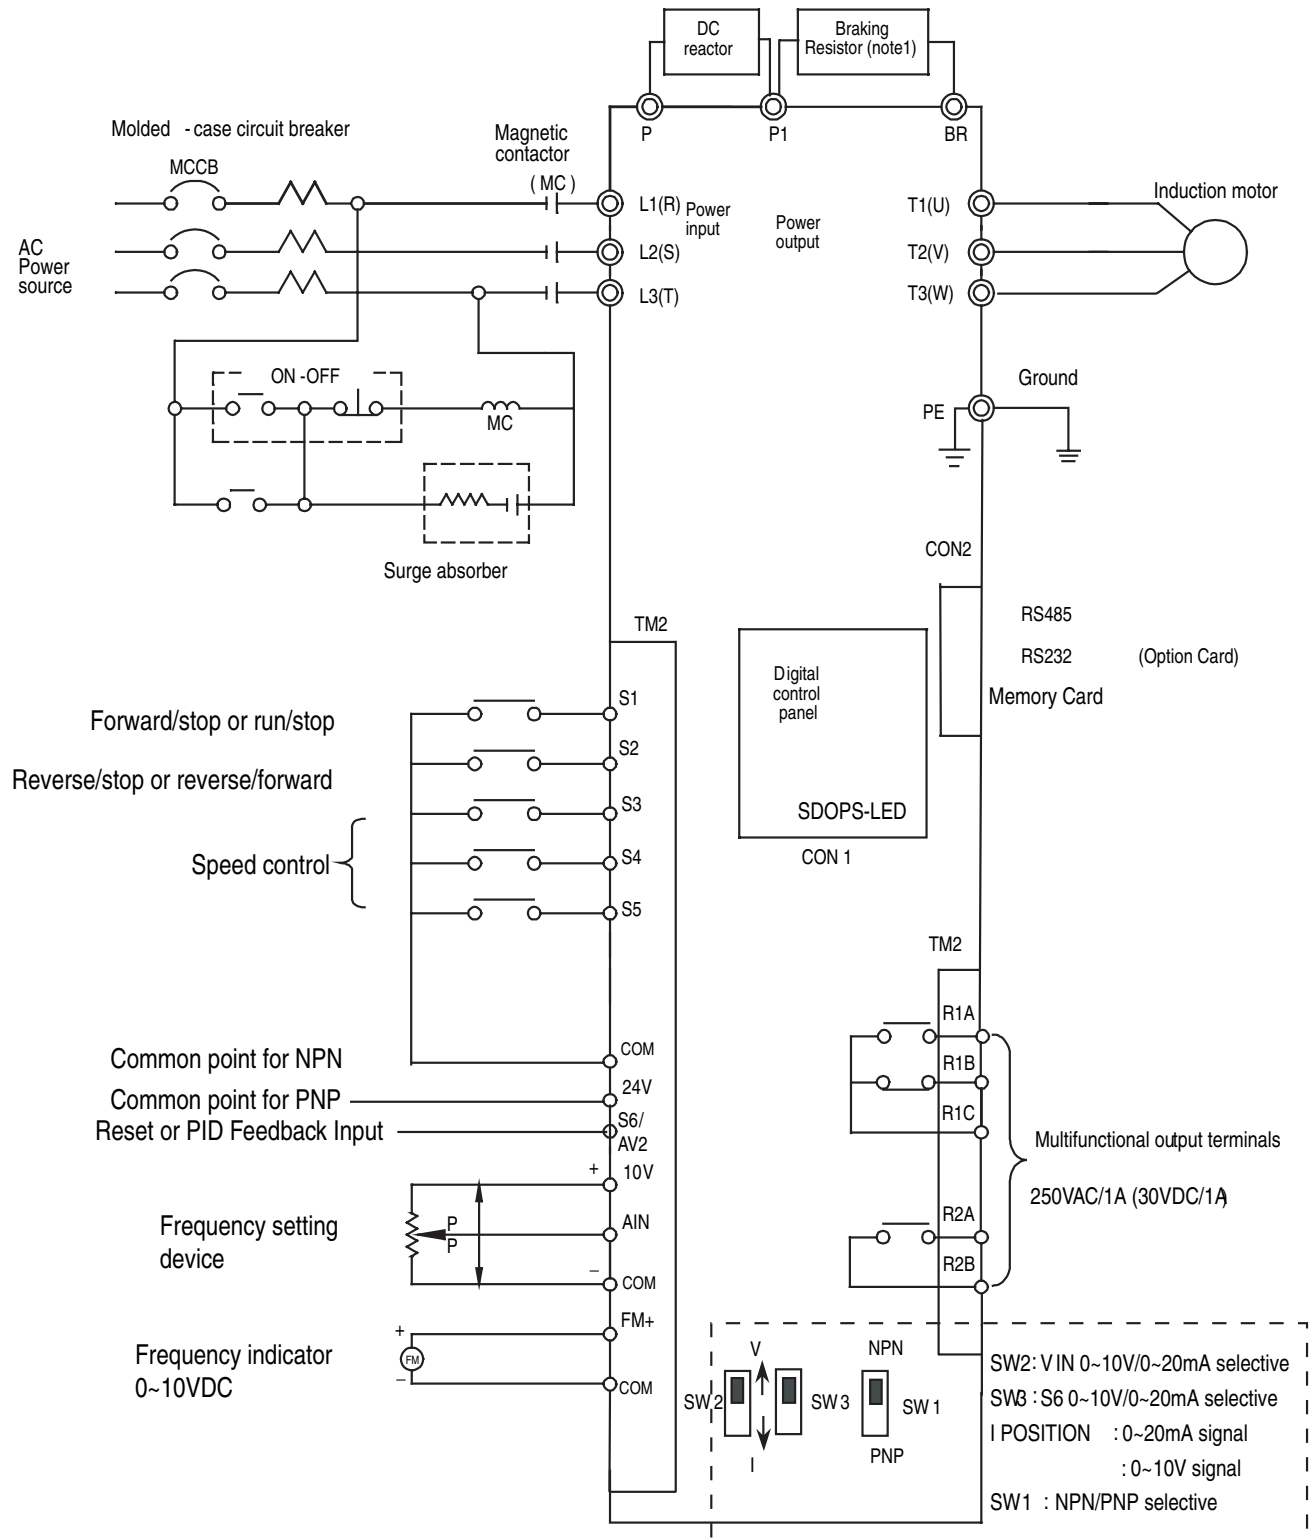 DC
reactor
Braking
Resistor (note1)
P
P1
BR
Molded - case circuit breaker
MCCB
Magnetic
contactor
( MC )
L1(R)
Power
input
Power
output
T1(U)
Induction motor
AC
Power
source
L2(S)
T2(V)
L3(T)
T3(W)
ON -OFF
MC
Ground
PE
Surge absorber
CON2
RS485
RS232 (Option Card)
Memory Card
TM2
Digital
control
panel
SDOPS-LED
CON 1
S1
Forward/stop or run/stop
S2
Reverse/stop or reverse/forward
S3
Speed control
S4
S5
TM2
R1A
R1B
R1C
Multifunctional output terminals
250VAC/1A (30VDC/1A)
R2A
R2B
COM
Common point for NPN
24V
Common point for PNP
S6/
AV2
Reset or PID Feedback Input
+
10V
P
P
AIN
Frequency setting
device
–
COM
FM+
+
FM
–
Frequency indicator
0~10VDC
COM
V
I
SW2
SW3
NPN
PNP
SW1
SW2: V IN 0~10V/0~20mA selective
SW3 : S6 0~10V/0~20mA selective
I POSITION : 0~20mA signal
: 0~10V signal
SW1 : NPN/PNP selective